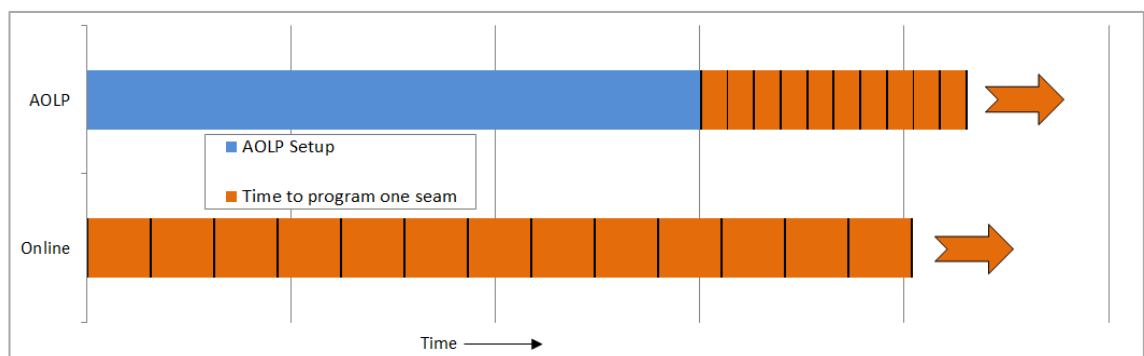 AOLP
AOLP Setup
Time to program one seam
Online
Time